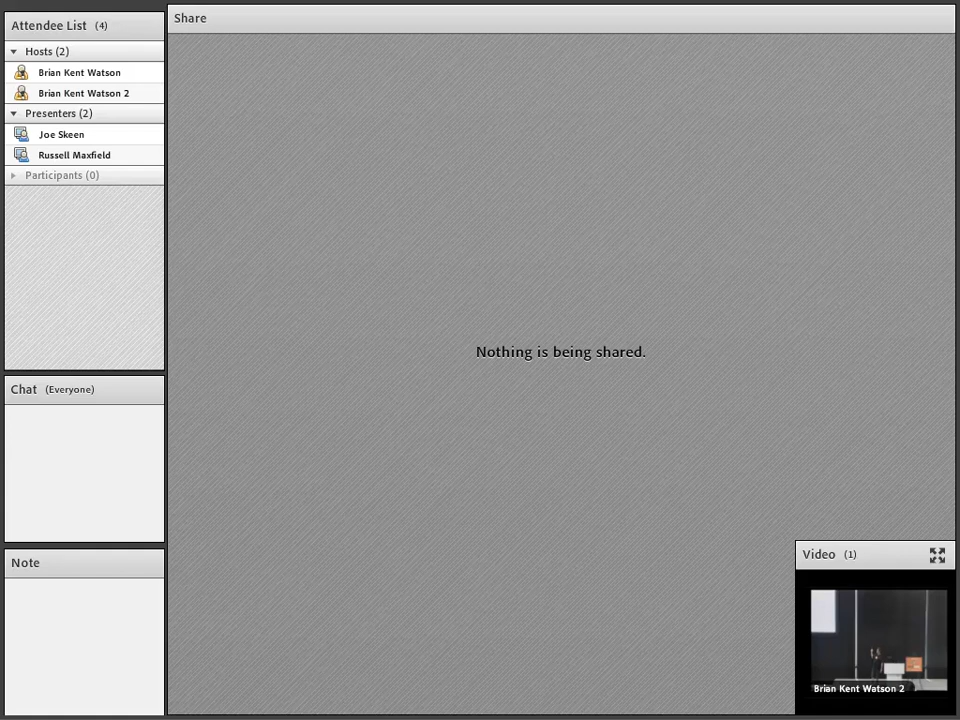 Attendee List (4)
Hosts (2)
Brian Kent Watson
Brian Kent Watson 2
Presenters (2)
Joe Skeen
Russell Maxfield
Participants (0)
Chat (Everyone)
Note
Share
Nothing is being shared.
Video (1)
Brian Kent Watson 2